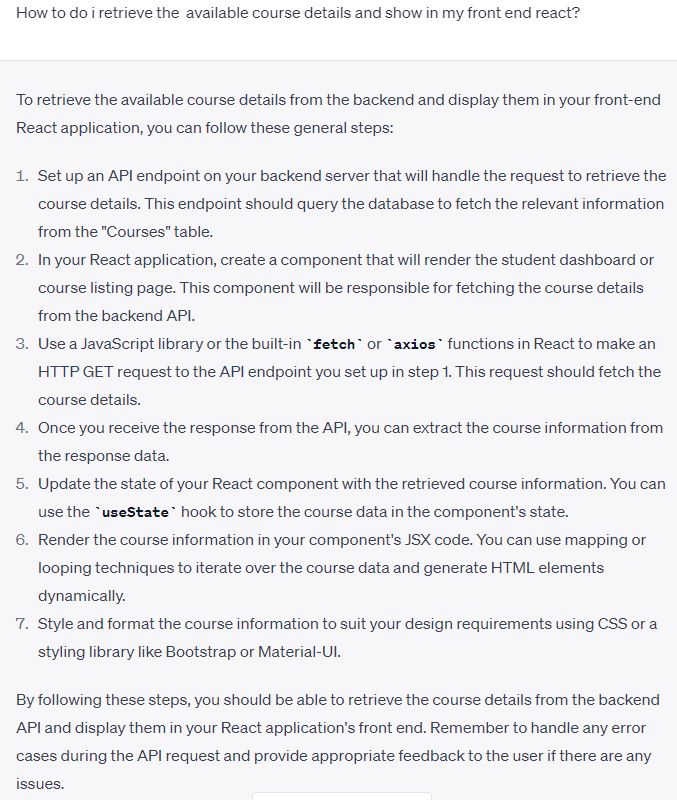 How to do i retrieve the  available course details and show in my front end react?
To retrieve the available course details from the backend and display them in your front-end
React application, you can follow these general steps:
1. Set up an API endpoint on your backend server that will handle the request to retrieve the
course details. This endpoint should query the database to fetch the relevant information
from the "Courses" table.
2. In your React application, create a component that will render the student dashboard or
course listing page. This component will be responsible for fetching the course details
from the backend API.
3. Use a JavaScript library or the built-in `fetch` or `axios` functions in React to make an
HTTP GET request to the API endpoint you set up in step 1. This request should fetch the
course details.
4. Once you receive the response from the API, you can extract the course information from
the response data.
5. Update the state of your React component with the retrieved course information. You can
use the `useState` hook to store the course data in the component's state.
6. Render the course information in your component's JSX code. You can use mapping or
looping techniques to iterate over the course data and generate HTML elements
dynamically.
7. Style and format the course information to suit your design requirements using CSS or a
styling library like Bootstrap or Material-UI.
By following these steps, you should be able to retrieve the course details from the backend
API and display them in your React application's front end. Remember to handle any error
cases during the API request and provide appropriate feedback to the user if there are any
issues.